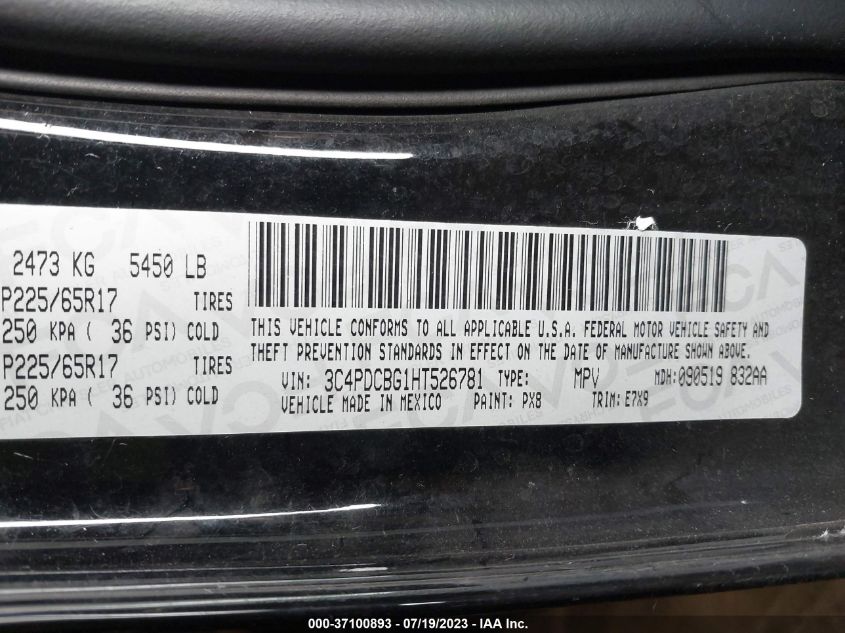 2473 KG 5450 LB
P225/65R17 TIRES
250 KPA ( 36 PSI) COLD
P225/65R17 TIRES
250 KPA ( 36 PSI) COLD
THIS VEHICLE CONFORMS TO ALL APPLICABLE U.S.A. FEDERAL MOTOR VEHICLE SAFETY AND
THEFT PREVENTION STANDARDS IN EFFECT ON THE DATE OF MANUFACTURE SHOWN ABOVE.
VIN: 3C4PDCBG1HT526781 TYPE: MPV MDH:090519 832AA
VEHICLE MADE IN MEXICO PAINT: PX8 TRIM: E7X9
000-37100893 - 07/19/2023 - IAA Inc.